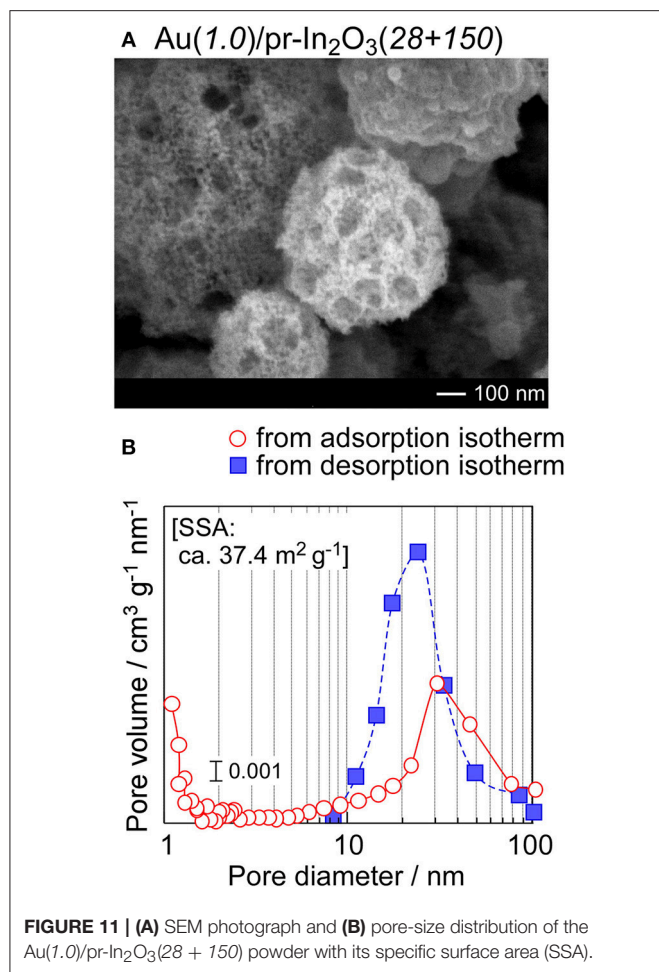 A Au(1.0)/pr-In₂O₃(28+150)
100 nm
B
from adsorption isotherm
from desorption isotherm
[SSA:
ca. 37.4 m² g⁻¹]
Pore volume / cm³ g⁻¹ nm⁻¹
0.001
1 10 100
Pore diameter / nm
FIGURE 11 | (A) SEM photograph and (B) pore-size distribution of the
Au(1.0)/pr-In₂O₃(28 + 150) powder with its specific surface area (SSA).